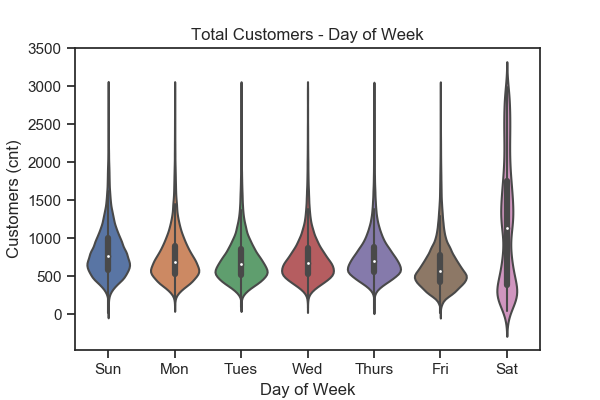 Total Customers - Day of Week
3500
3000
2500
2000
1500
1000
500
0
Customers (cnt)
Sun Mon Tues Wed Thurs Fri Sat
Day of Week